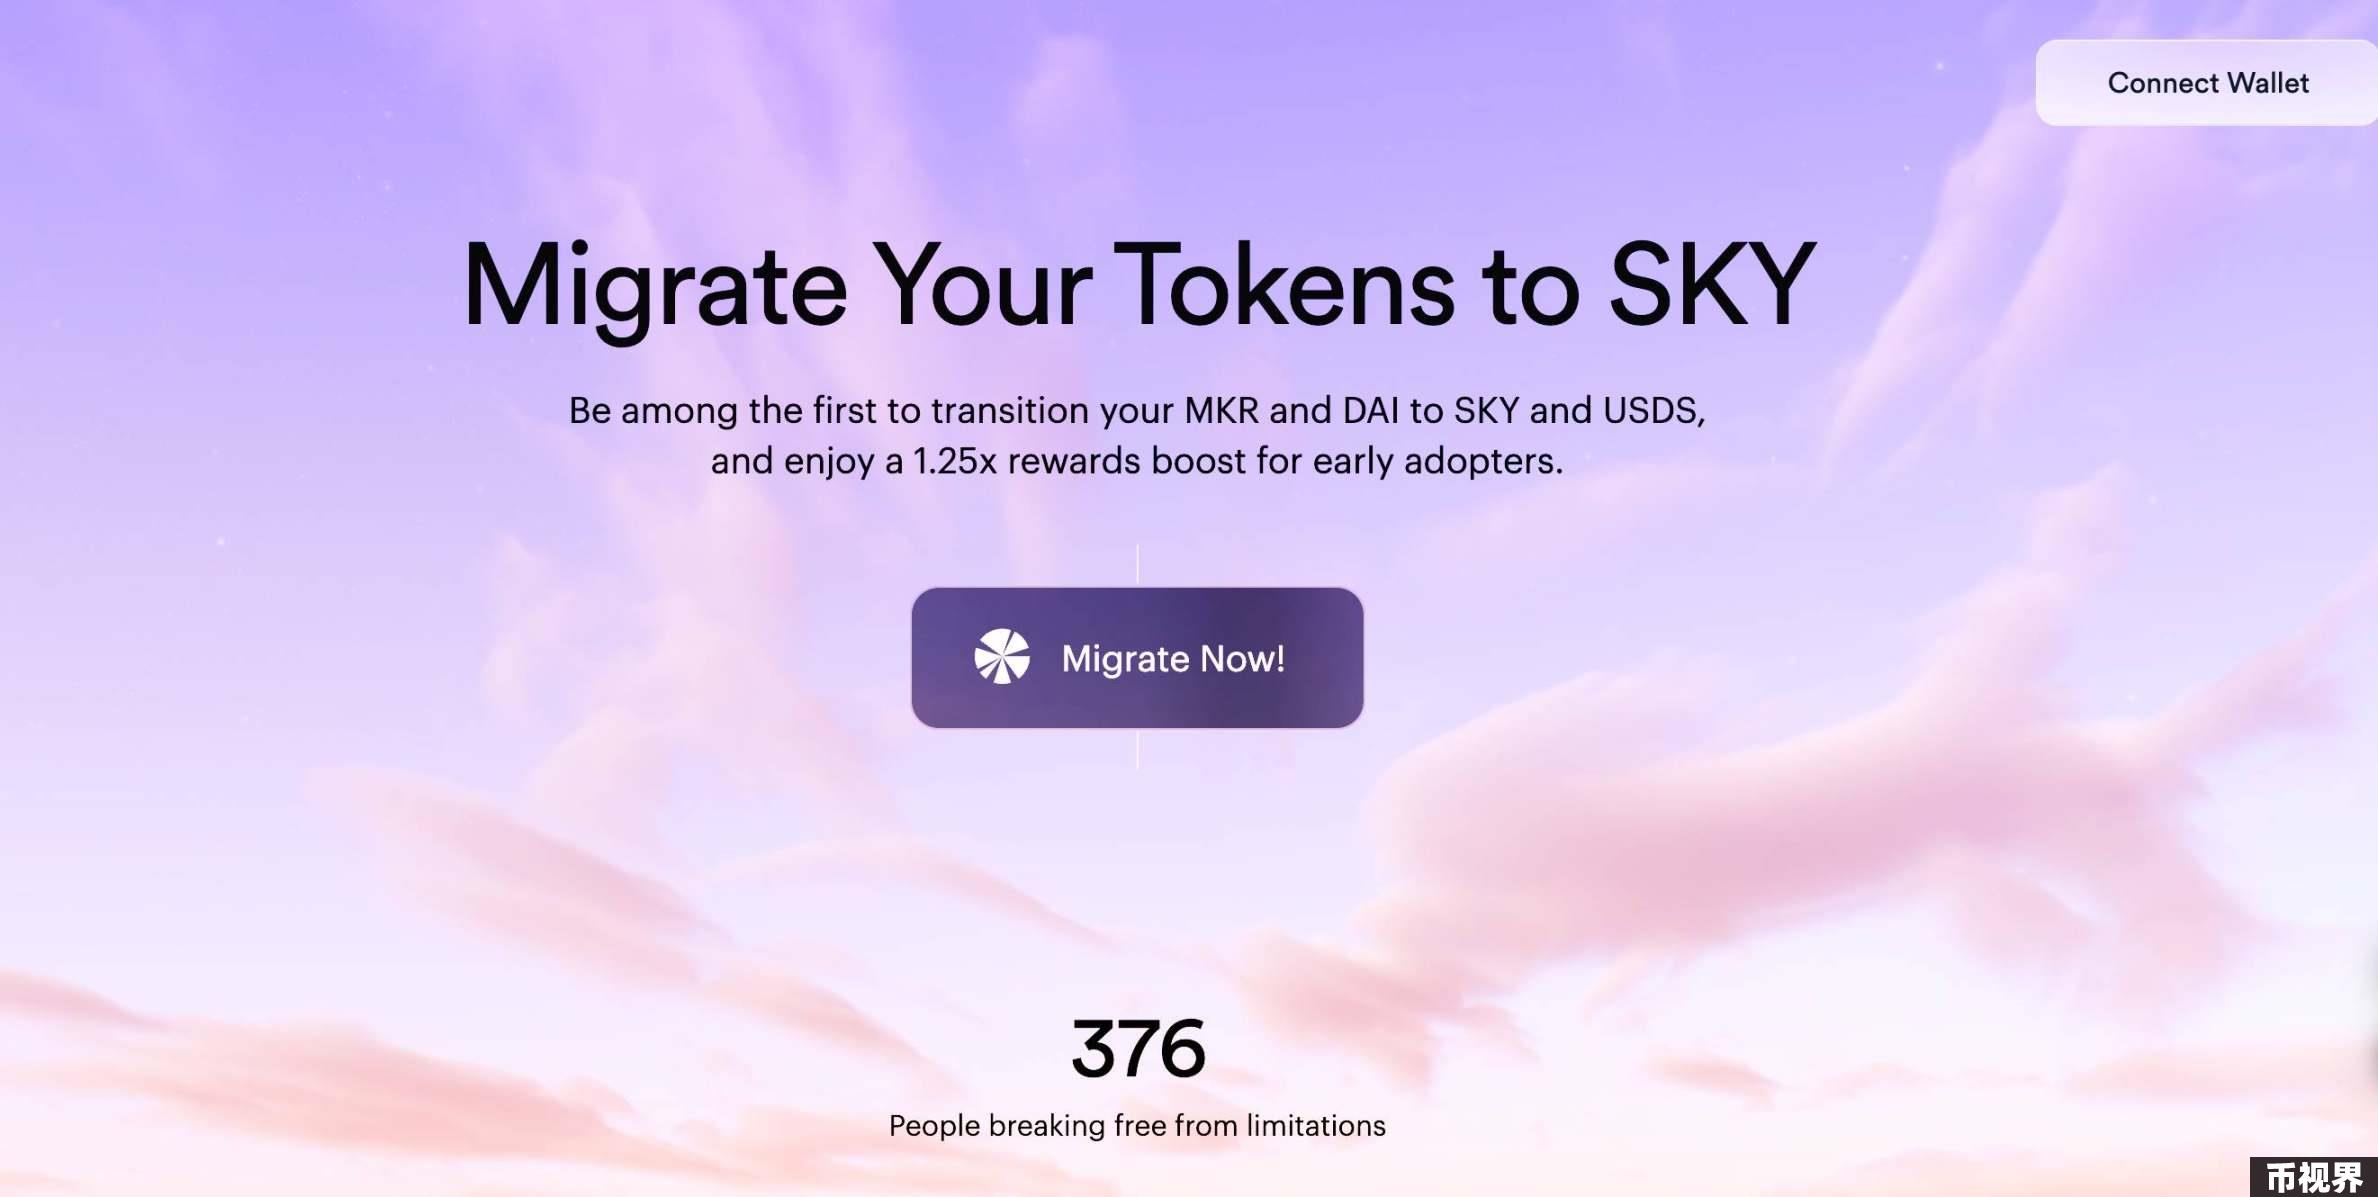 Connect Wallet
Migrate Your Tokens to SKY
Be among the first to transition your MKR and DAI to SKY and USDS,
and enjoy a 1.25x rewards boost for early adopters.
Migrate Now!
376
People breaking free from limitations
币视界